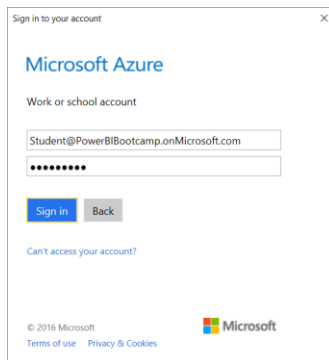 Sign in to your account
Microsoft Azure
Work or school account
Student@PowerBIBootcamp.onMicrosoft.com
•••••••••
Sign in Back
Can't access your account?
© 2016 Microsoft
Microsoft
Terms of use Privacy & Cookies